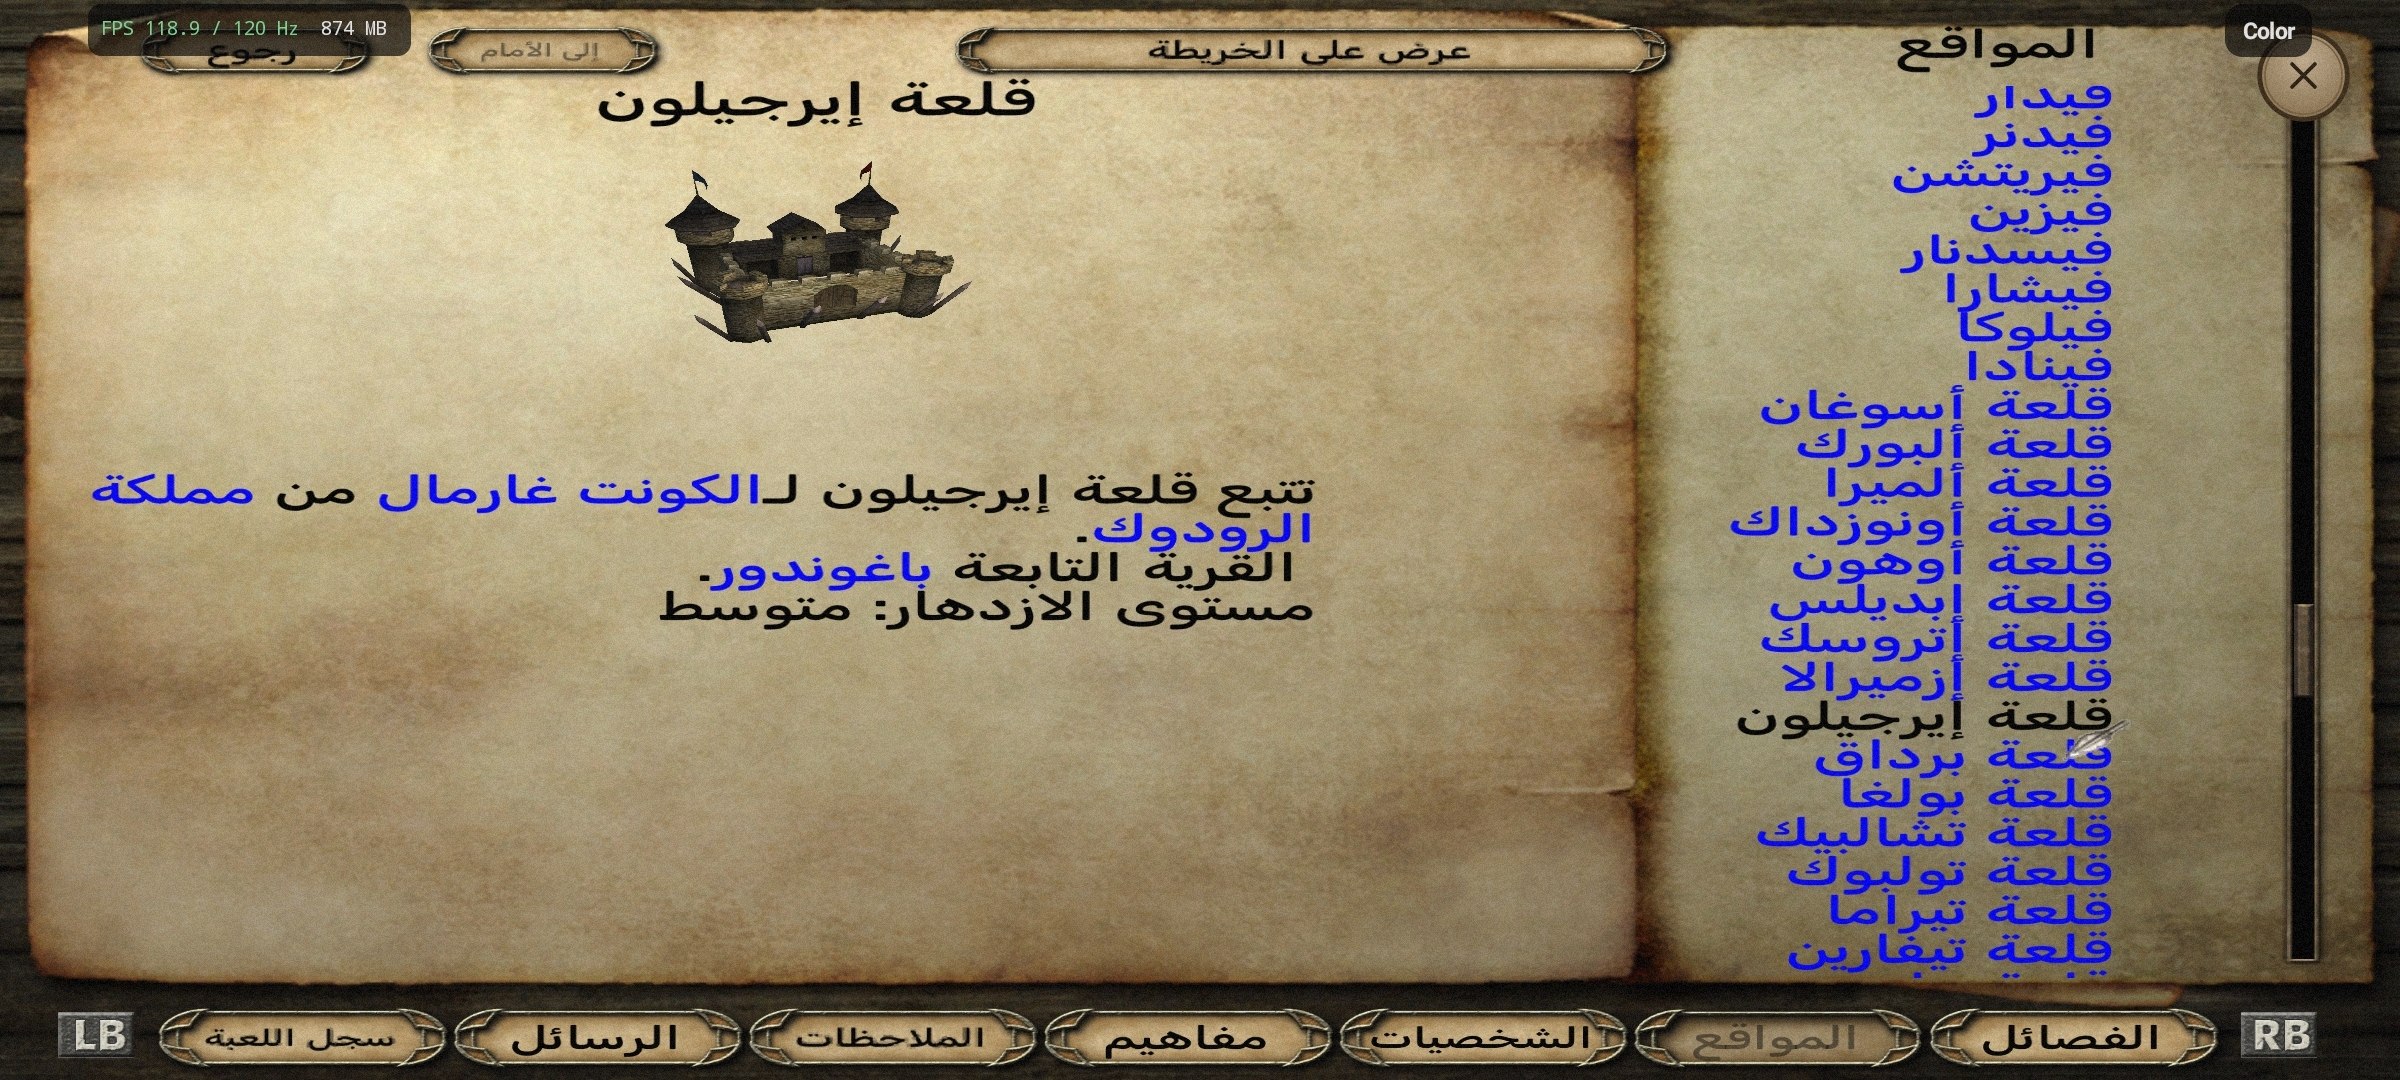 FPS 118.9 / 120 Hz 874 MB
Color
رجوع
إلى الأمام
عرض على الخريطة
المواقع
قلعة إيرجيلون
تتبع قلعة إيرجيلون لـالكونت غارمال من مملكة
الرودوك.
القرية التابعة باغوندور.
مستوى الازدهار: متوسط
فيدار
فيدنر
فيريتشن
فيزين
فيسدنار
فيشارا
فيلوكا
فينادا
قلعة أسوغان
قلعة ألبورك
قلعة ألميرا
قلعة أونوزداك
قلعة أوهون
قلعة إبديلس
قلعة إتروسك
قلعة إزميرالا
قلعة إيرجيلون
قلعة برداق
قلعة بولغا
قلعة تشالبيك
قلعة تولبوك
قلعة تيراما
قلعة تيفارين
LB
سجل اللعبة
الرسائل
الملاحظات
مفاهيم
الشخصيات
المواقع
الفصائل
RB